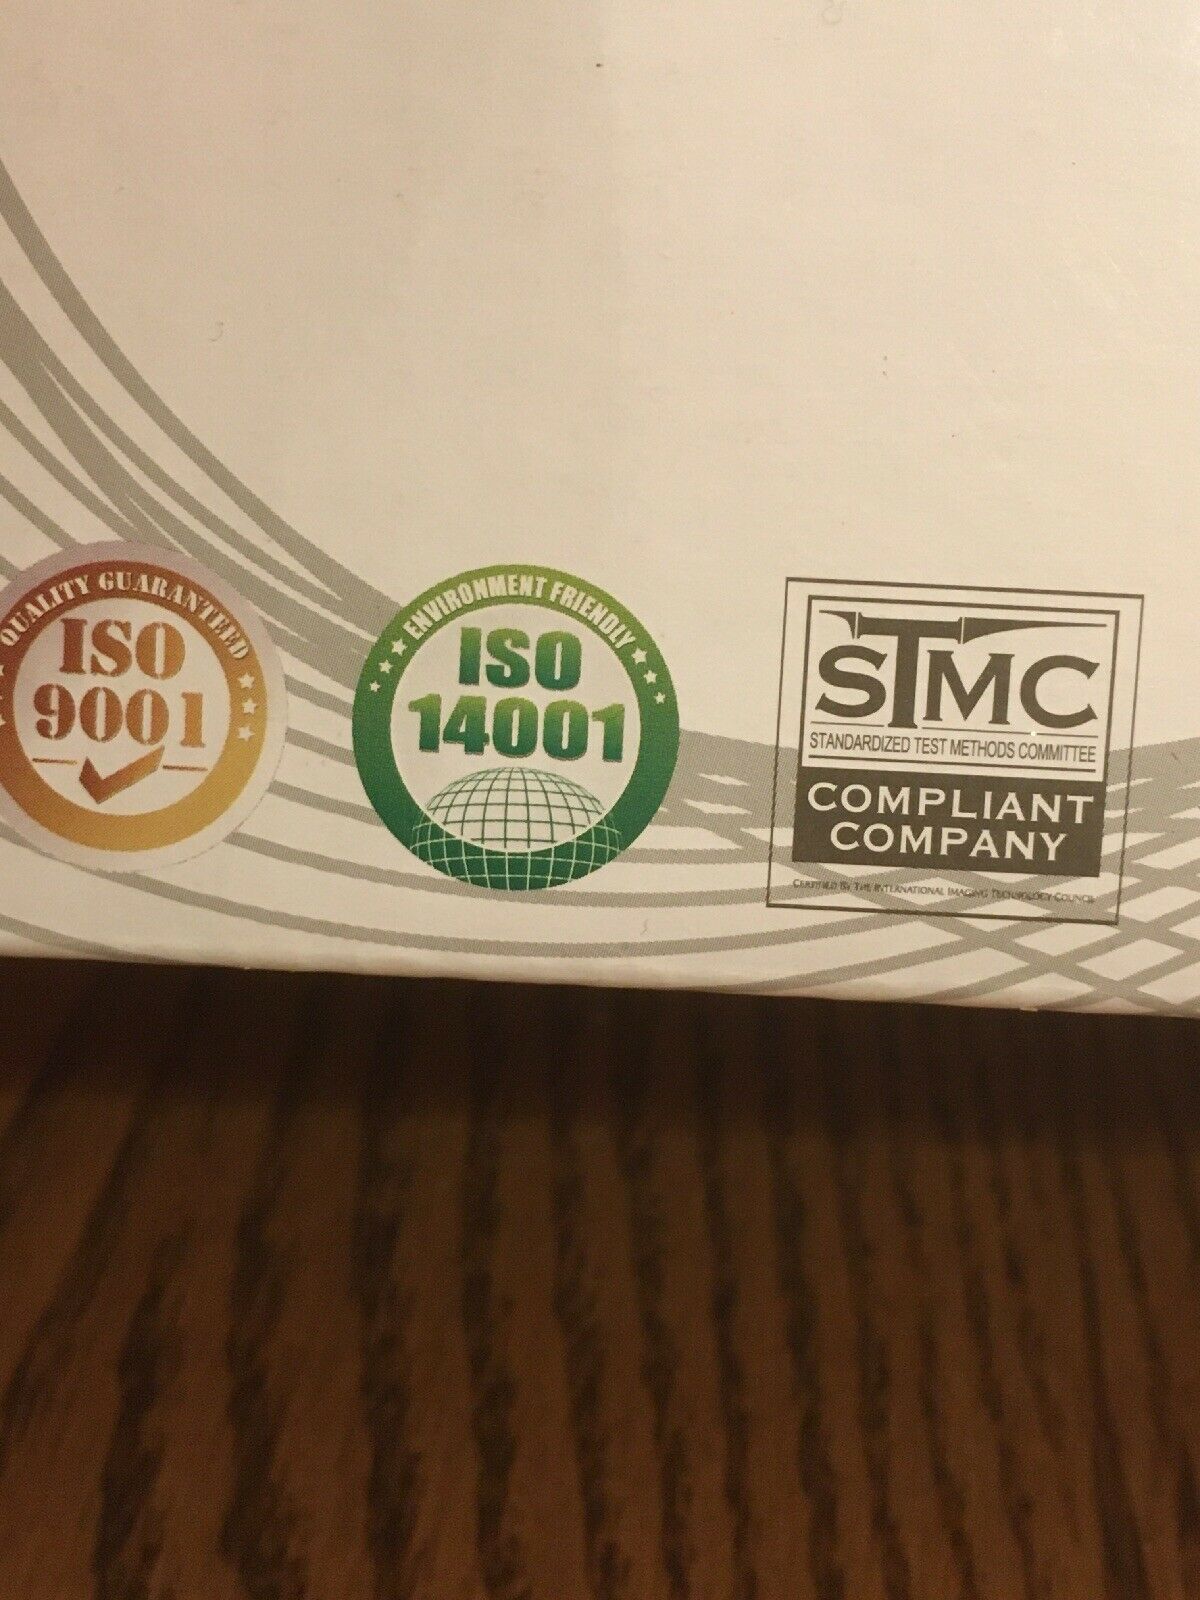 QUALITY GUARANTEED
ISO
9001
ENVIRONMENT FRIENDLY
ISO
14001
STMC
STANDARDIZED TEST METHODS COMMITTEE
COMPLIANT
COMPANY
CERTIFIED BY THE INTERNATIONAL IMAGING TECHNOLOGY COUNCIL